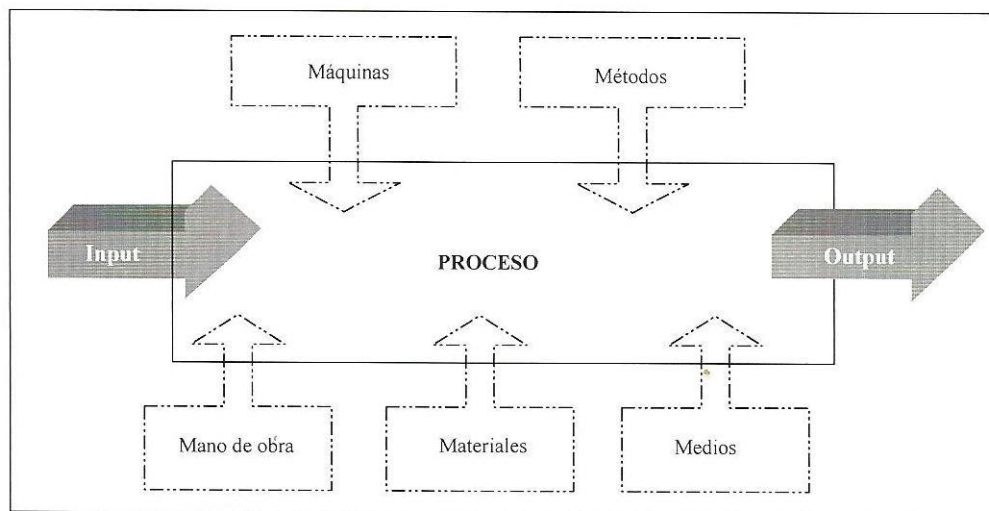 Máquinas
Métodos
Input
PROCESO
Output
Mano de obra
Materiales
Medios